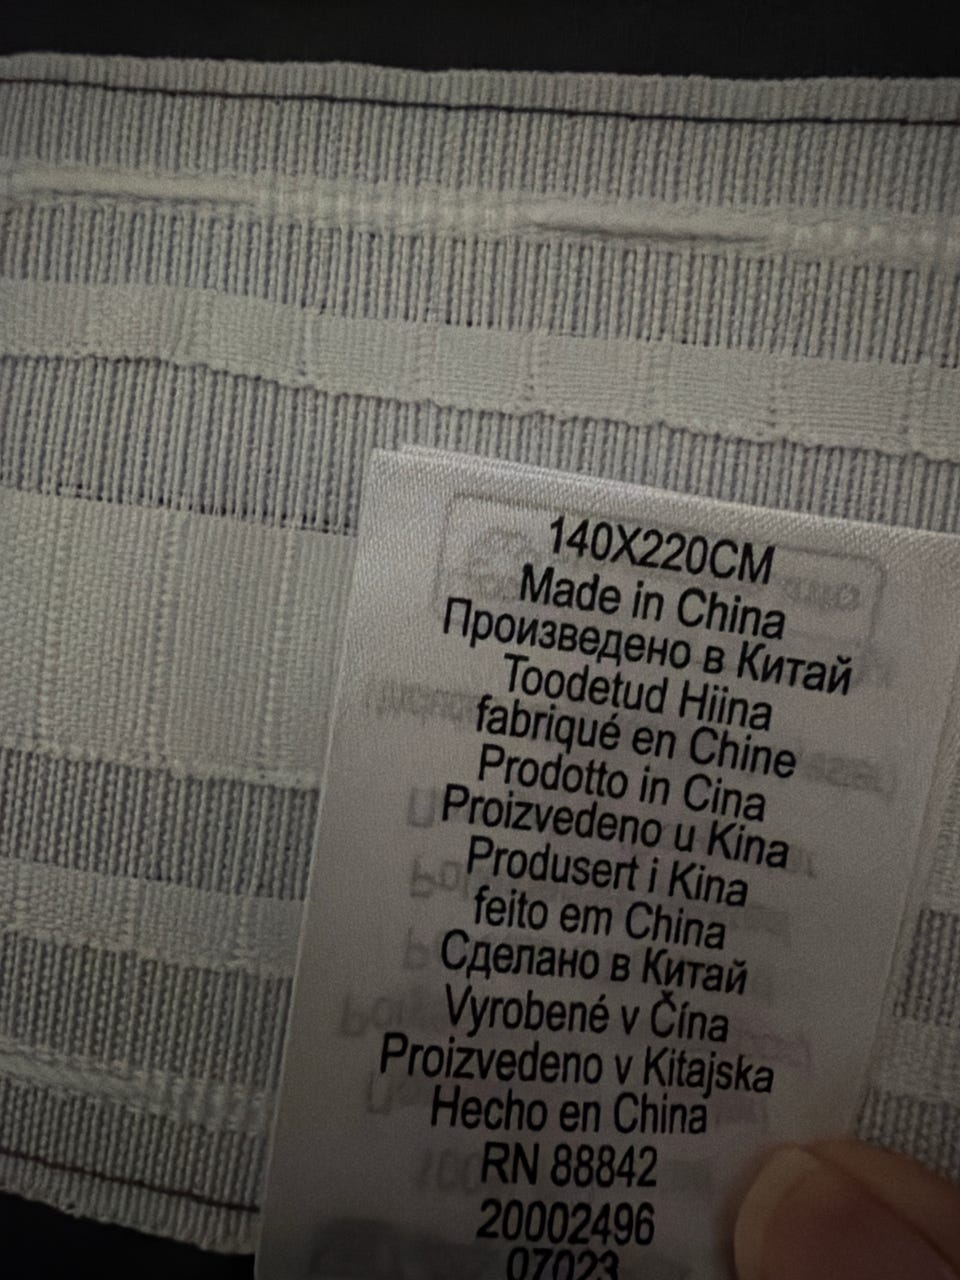 140X220CM
Made in China
Произведено в Китай
Toodetud Hiina
fabriqué en Chine
Prodotto in Cina
Proizvedeno u Kina
Produsert i Kina
feito em China
Сделано в Китай
Vyrobené v Čína
Proizvedeno v Kitajska
Hecho en China
RN 88842
20002496
07023